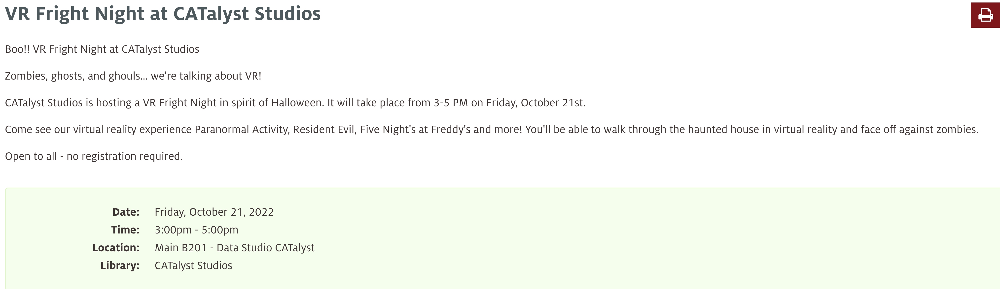 VR Fright Night at CATalyst Studios
Boo!! VR Fright Night at CATalyst Studios
Zombies, ghosts, and ghouls... we're talking about VR!
CATalyst Studios is hosting a VR Fright Night in spirit of Halloween. It will take place from 3-5 PM on Friday, October 21st.
Come see our virtual reality experience Paranormal Activity, Resident Evil, Five Night's at Freddy's and more! You'll be able to walk through the haunted house in virtual reality and face off against zombies.
Open to all - no registration required.
Date: Friday, October 21, 2022
Time: 3:00pm - 5:00pm
Location: Main B201 - Data Studio CATalyst
Library: CATalyst Studios